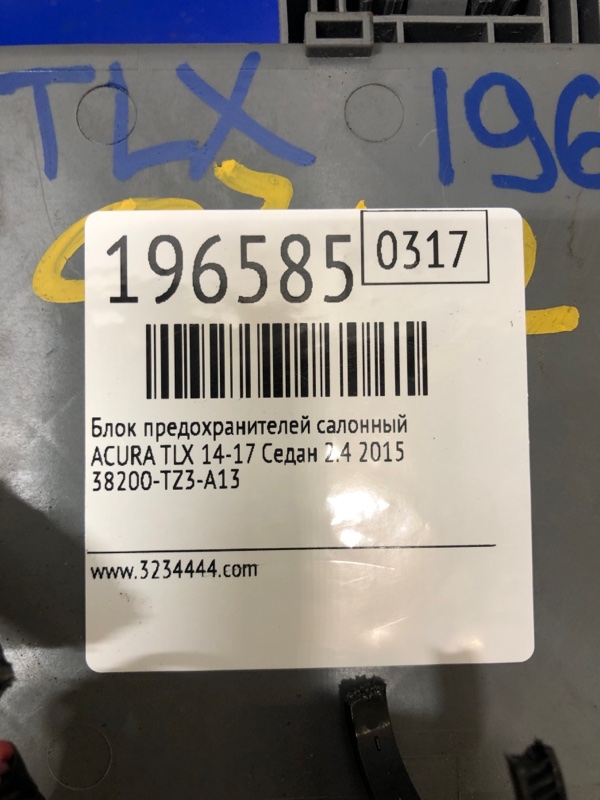 TLX 196
196585 0317
Блок предохранителей салонный
ACURA TLX 14-17 Седан 2.4 2015
38200-TZ3-A13
www.3234444.com